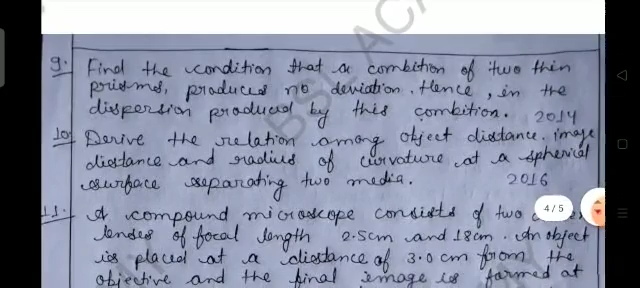 9. Find the condition that a combition of two thin
prisms, produces no deviation. Hence, in the
dispersion produced by this combition. 2014
10. Derive the relation among object distance, image
distance and radius of curvature at a spherical
surface separating two media. 2016
4/5
11. A compound microscope consists of two
lenses of focal length 2.5cm and 18cm. An object
is placed at a distance of 3.0 cm from the
objective and the final image is formed at